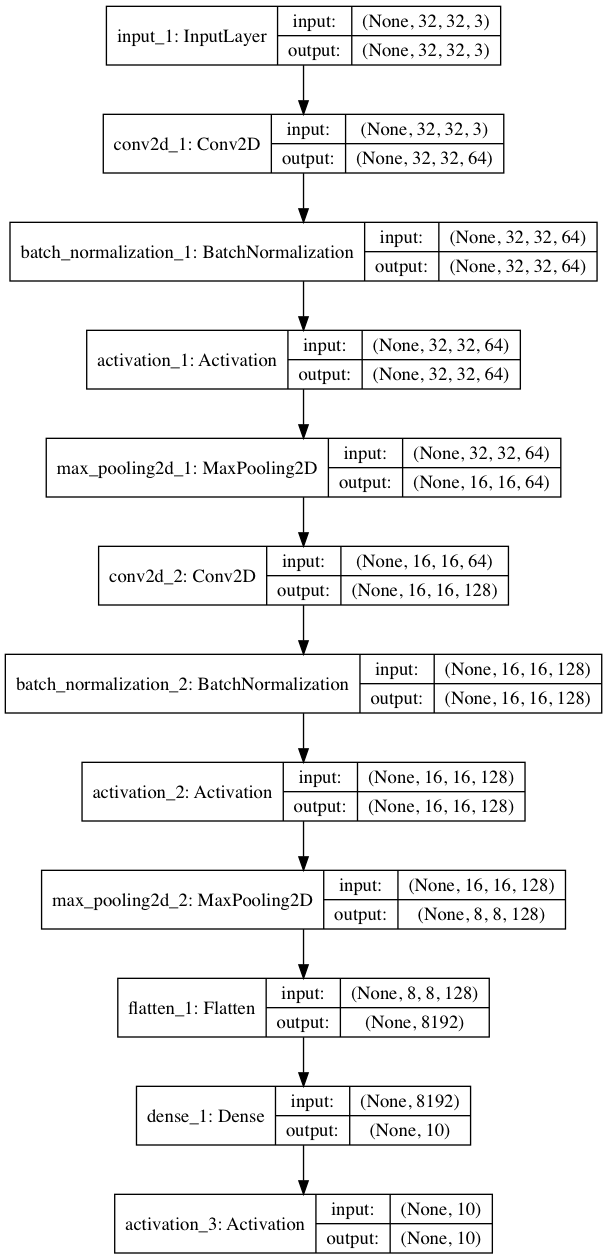 input_1: InputLayer
input:
(None, 32, 32, 3)
output:
(None, 32, 32, 3)
conv2d_1: Conv2D
input:
(None, 32, 32, 3)
output:
(None, 32, 32, 64)
batch_normalization_1: BatchNormalization
input:
(None, 32, 32, 64)
output:
(None, 32, 32, 64)
activation_1: Activation
input:
(None, 32, 32, 64)
output:
(None, 32, 32, 64)
max_pooling2d_1: MaxPooling2D
input:
(None, 32, 32, 64)
output:
(None, 16, 16, 64)
conv2d_2: Conv2D
input:
(None, 16, 16, 64)
output:
(None, 16, 16, 128)
batch_normalization_2: BatchNormalization
input:
(None, 16, 16, 128)
output:
(None, 16, 16, 128)
activation_2: Activation
input:
(None, 16, 16, 128)
output:
(None, 16, 16, 128)
max_pooling2d_2: MaxPooling2D
input:
(None, 16, 16, 128)
output:
(None, 8, 8, 128)
flatten_1: Flatten
input:
(None, 8, 8, 128)
output:
(None, 8192)
dense_1: Dense
input:
(None, 8192)
output:
(None, 10)
activation_3: Activation
input:
(None, 10)
output:
(None, 10)